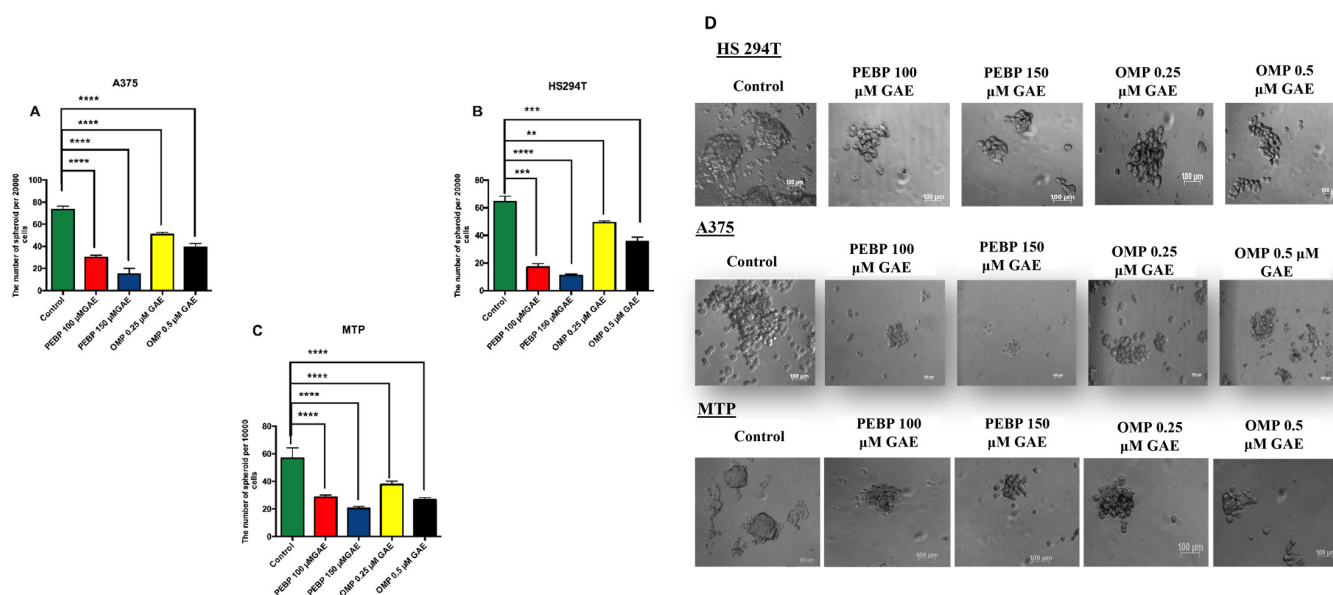 A375
A
****
****
****
****
The number of spheroid per 20000
cells
100
80
60
40
20
0
Control
PEBP 100 µMGAE
PEBP 150 µMGAE
OMP 0.25 µM GAE
OMP 0.5 µM GAE
HS294T
B
***
**
****
***
The number of spheroid per 20000
cells
80
60
40
20
0
Control
PEBP 100 µMGAE
PEBP 150 µMGAE
OMP 0.25 µM GAE
OMP 0.5 µM GAE
C
MTP
****
****
****
****
The number of spheroid per 10000
cells
80
60
40
20
0
Control
PEBP 100 µMGAE
PEBP 150 µMGAE
OMP 0.25 µM GAE
OMP 0.5 µM GAE
D
HS 294T
Control
PEBP 100
µM GAE
PEBP 150
µM GAE
OMP 0.25
µM GAE
OMP 0.5
µM GAE
100 µm
100 µm
100 µm
100 µm
100 µm
A375
Control
PEBP 100
µM GAE
PEBP 150
µM GAE
OMP 0.25
µM GAE
OMP 0.5 µM
GAE
100 µm
MTP
Control
PEBP 100
µM GAE
PEBP 150
µM GAE
OMP 0.25
µM GAE
OMP 0.5
µM GAE
100 µm
100 µm
100 µm
100 µm
100 µm